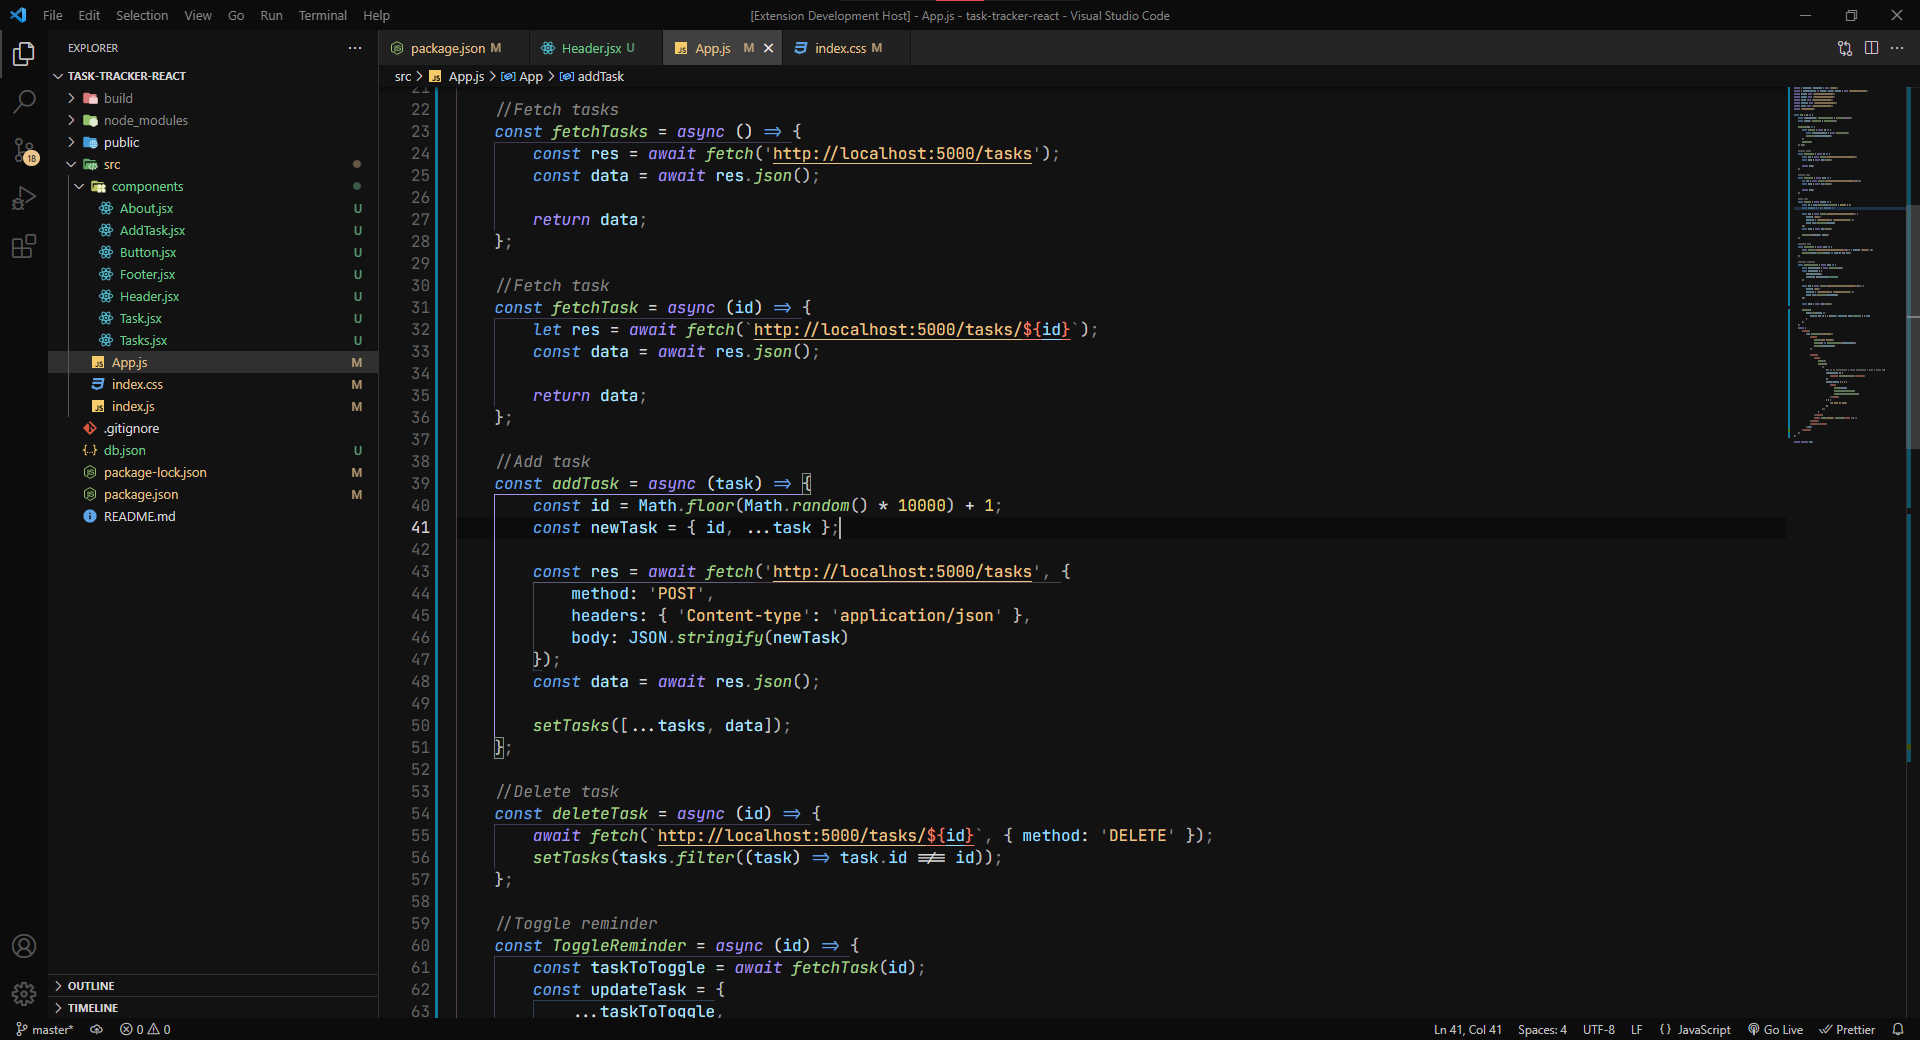 File Edit Selection View Go Run Terminal Help
[Extension Development Host] - App.js - task-tracker-react - Visual Studio Code
EXPLORER
TASK-TRACKER-REACT
build
node_modules
public
src
components
About.jsx U
AddTask.jsx U
Button.jsx U
Footer.jsx U
Header.jsx U
Task.jsx U
Tasks.jsx U
App.js M
index.css M
index.js M
.gitignore
db.json U
package-lock.json M
package.json M
README.md
OUTLINE
TIMELINE
18
package.json M Header.jsx U App.js M index.css M
src > App.js > App > addTask
21
22 //Fetch tasks
23 const fetchTasks = async () => {
24 const res = await fetch('http://localhost:5000/tasks');
25 const data = await res.json();
26
27 return data;
28 };
29
30 //Fetch task
31 const fetchTask = async (id) => {
32 let res = await fetch(`http://localhost:5000/tasks/${id}`);
33 const data = await res.json();
34
35 return data;
36 };
37
38 //Add task
39 const addTask = async (task) => {
40 const id = Math.floor(Math.random() * 10000) + 1;
41 const newTask = { id, ...task };
42
43 const res = await fetch('http://localhost:5000/tasks', {
44 method: 'POST',
45 headers: { 'Content-type': 'application/json' },
46 body: JSON.stringify(newTask)
47 });
48 const data = await res.json();
49
50 setTasks([...tasks, data]);
51 };
52
53 //Delete task
54 const deleteTask = async (id) => {
55 await fetch(`http://localhost:5000/tasks/${id}`, { method: 'DELETE' });
56 setTasks(tasks.filter((task) => task.id !== id));
57 };
58
59 //Toggle reminder
60 const ToggleReminder = async (id) => {
61 const taskToToggle = await fetchTask(id);
62 const updateTask = {
63 ...taskToToggle,
master* 0 0 Ln 41, Col 41 Spaces: 4 UTF-8 LF {} JavaScript Go Live Prettier